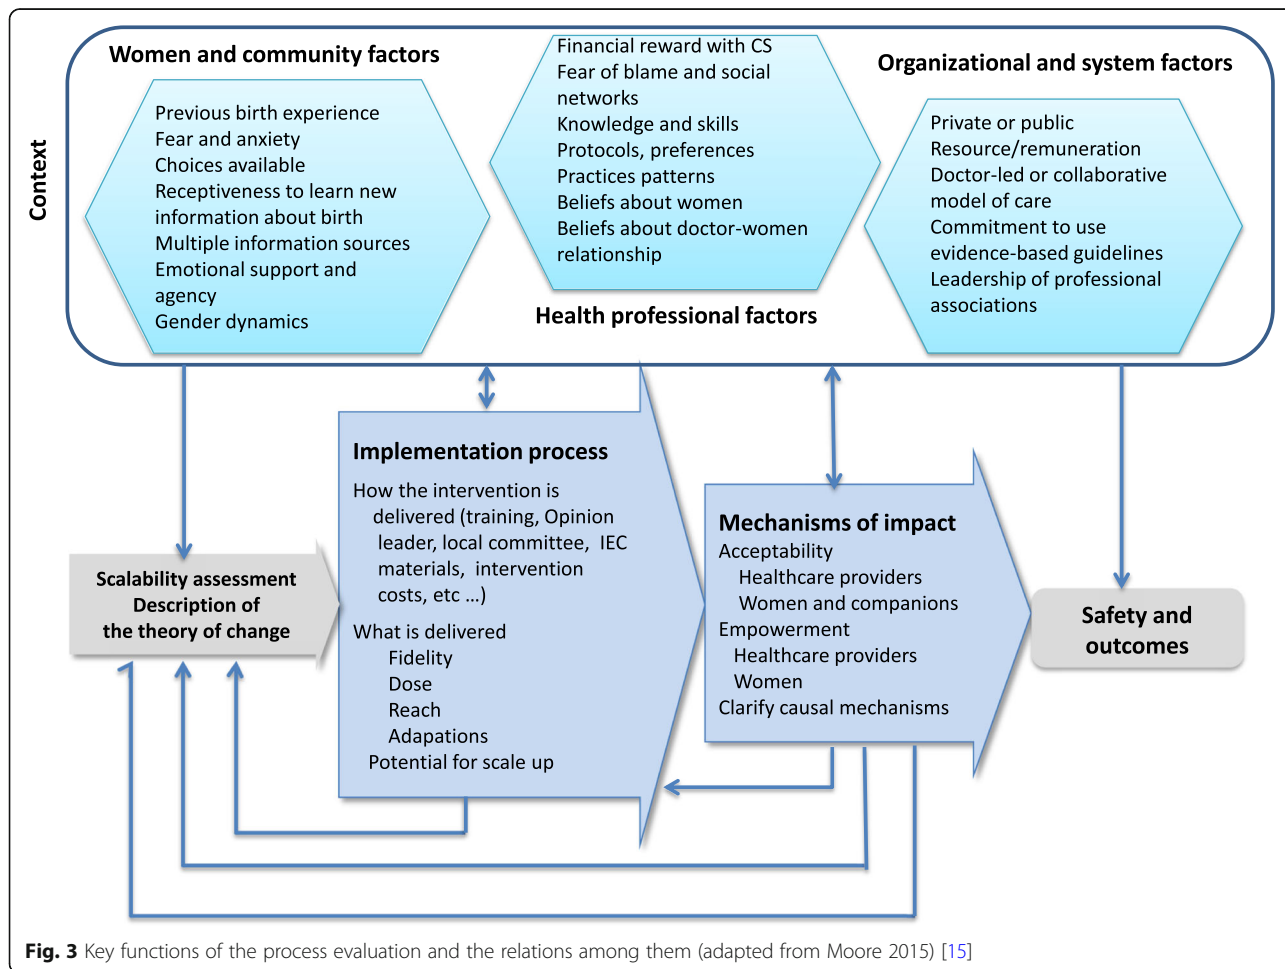 Context
Women and community factors
Previous birth experience
Fear and anxiety
Choices available
Receptiveness to learn new
information about birth
Multiple information sources
Emotional support and
agency
Gender dynamics
Financial reward with CS
Fear of blame and social
networks
Knowledge and skills
Protocols, preferences
Practices patterns
Beliefs about women
Beliefs about doctor-women
relationship
Health professional factors
Organizational and system factors
Private or public
Resource/remuneration
Doctor-led or collaborative
model of care
Commitment to use
evidence-based guidelines
Leadership of professional
associations
Scalability assessment
Description of
the theory of change
Implementation process
How the intervention is
delivered (training, Opinion
leader, local committee, IEC
materials, intervention
costs, etc ...)
What is delivered
Fidelity
Dose
Reach
Adapations
Potential for scale up
Mechanisms of impact
Acceptability
Healthcare providers
Women and companions
Empowerment
Healthcare providers
Women
Clarify causal mechanisms
Safety and
outcomes
Fig. 3 Key functions of the process evaluation and the relations among them (adapted from Moore 2015) [15]